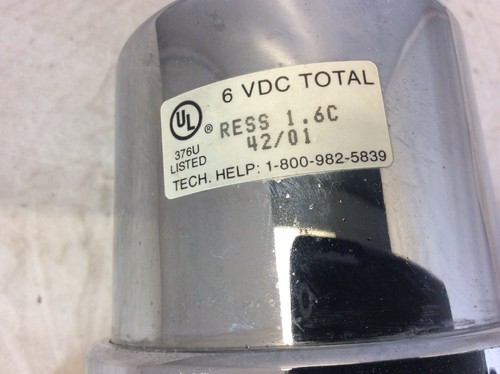 6 VDC TOTAL
UL ® RESS 1.6C
376U 42/01
LISTED
TECH. HELP: 1-800-982-5839